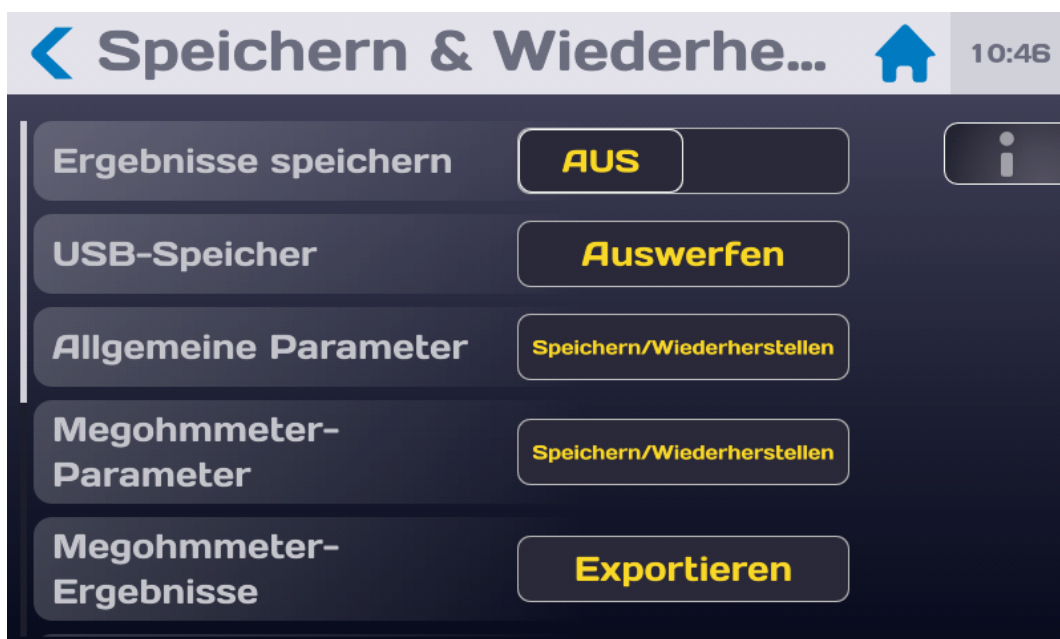 Speichern & Wiederhe...
10:46
Ergebnisse speichern
AUS
USB-Speicher
Auswerfen
Allgemeine Parameter
Speichern/Wiederherstellen
Megohmmeter-
Parameter
Speichern/Wiederherstellen
Megohmmeter-
Ergebnisse
Exportieren